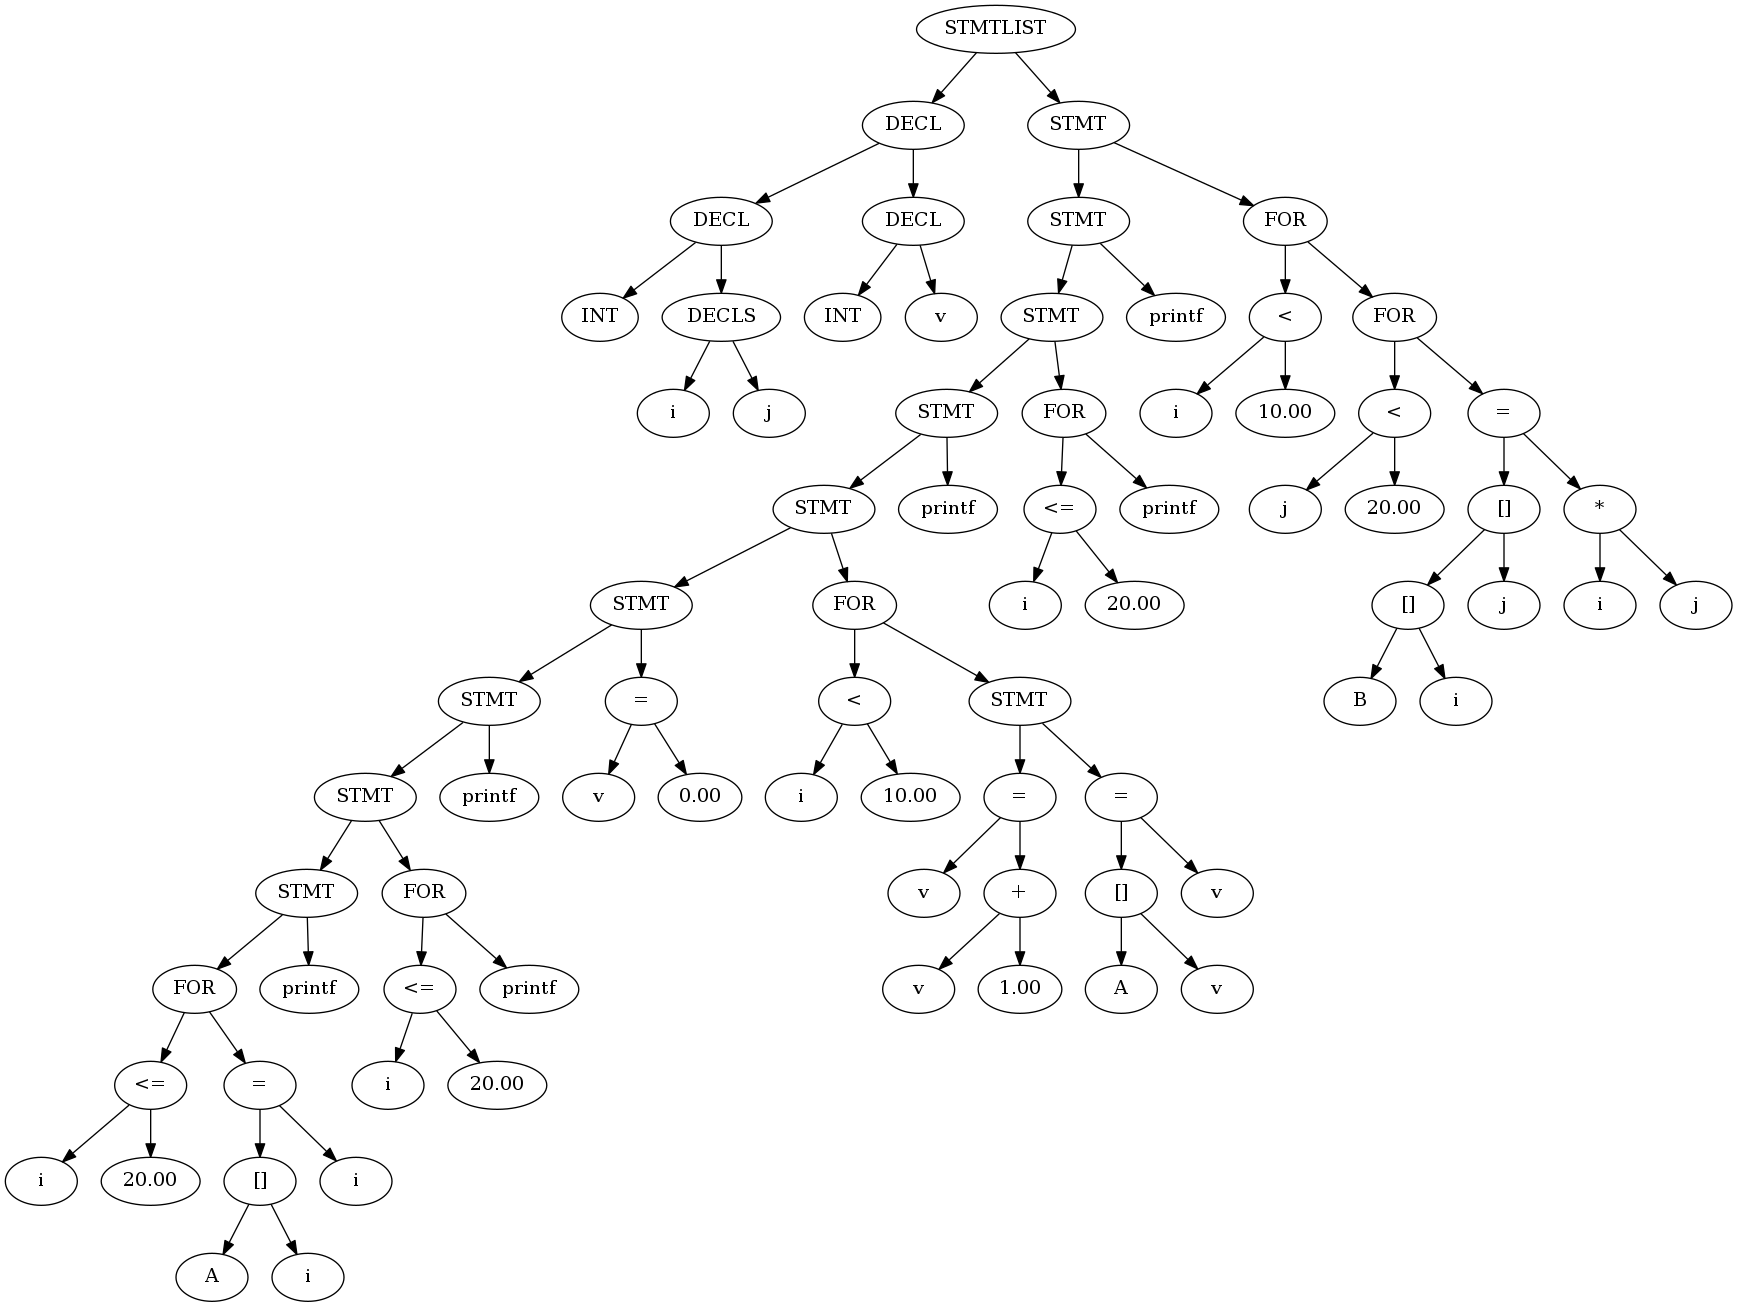 STMTLIST
DECL STMT
DECL DECL STMT FOR
INT DECLS INT v STMT printf < FOR
i j STMT FOR i 10.00 < =
STMT printf <= printf j 20.00 [] *
STMT FOR i 20.00 [] j i j
STMT = < STMT B i
STMT printf v 0.00 i 10.00 = =
STMT FOR v + [] v
FOR printf <= printf v 1.00 A v
<= = i 20.00
i 20.00 [] i
A i